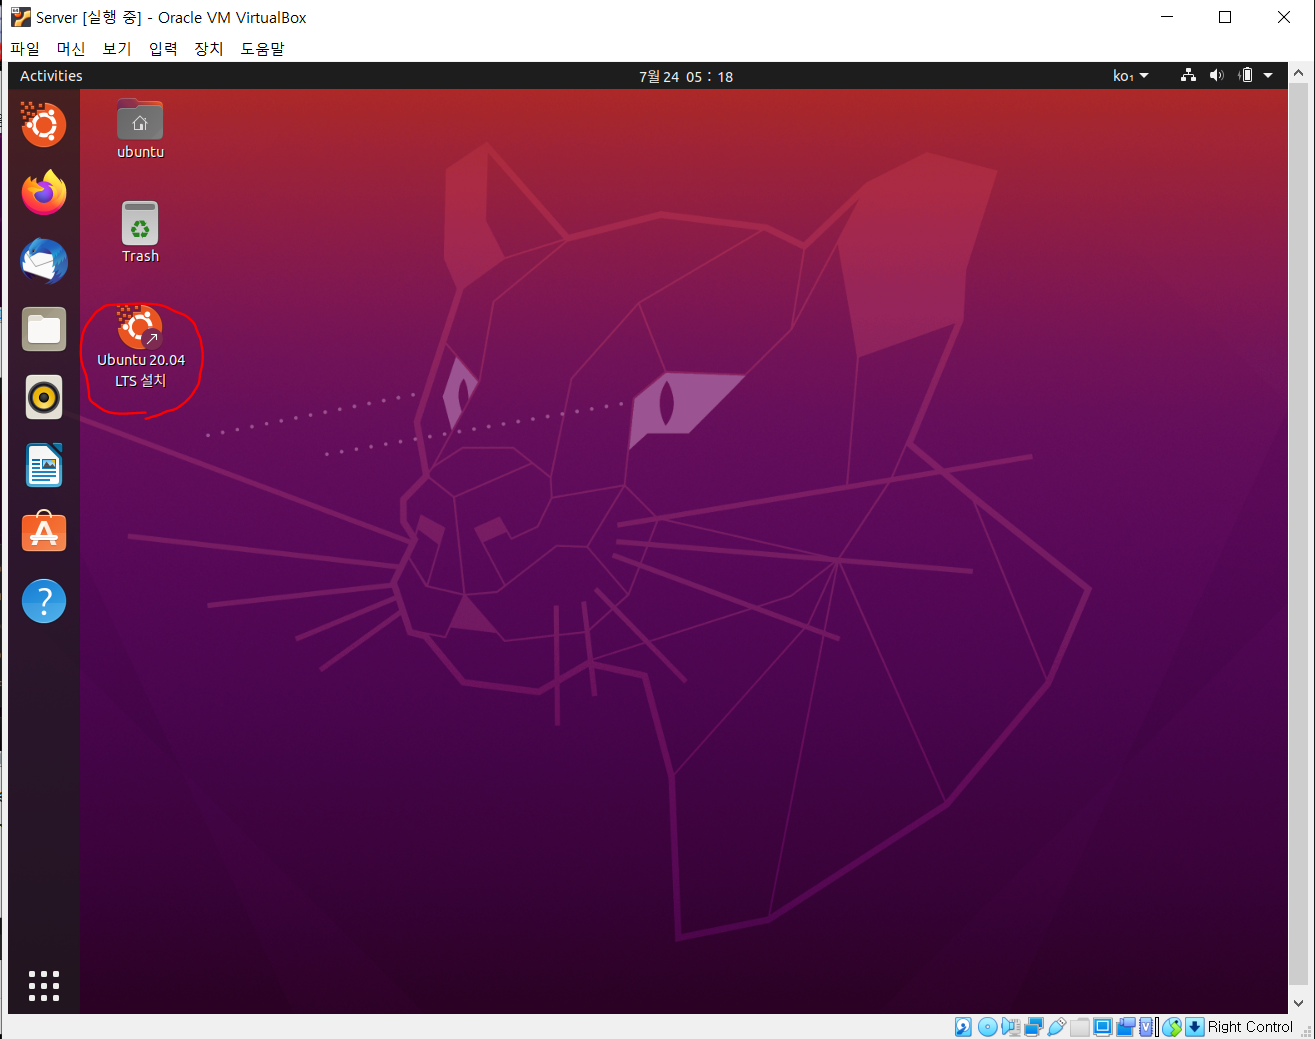 Server [실행 중] - Oracle VM VirtualBox
파일 머신 보기 입력 장치 도움말
Activities 7월 24 05 : 18 ko₁
ubuntu
Trash
Ubuntu 20.04
LTS 설치
Right Control